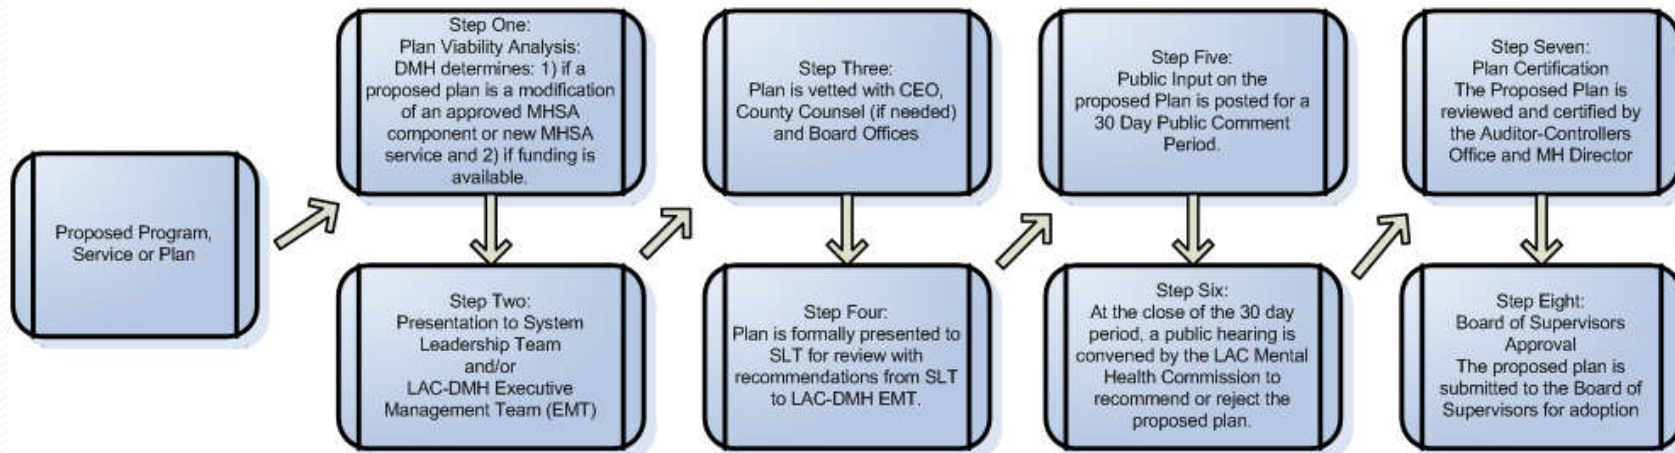 Proposed Program,
Service or Plan
Step One:
Plan Viability Analysis:
DMH determines: 1) if a
proposed plan is a modification
of an approved MHSA
component or new MHSA
service and 2) if funding is
available.
Step Two:
Presentation to System
Leadership Team
and/or
LAC-DMH Executive
Management Team (EMT)
Step Three:
Plan is vetted with CEO,
County Counsel (if needed)
and Board Offices
Step Four:
Plan is formally presented to
SLT for review with
recommendations from SLT
to LAC-DMH EMT.
Step Five:
Public Input on the
proposed Plan is posted for a
30 Day Public Comment
Period.
Step Six:
At the close of the 30 day
period, a public hearing is
convened by the LAC Mental
Health Commission to
recommend or reject the
proposed plan.
Step Seven:
Plan Certification
The Proposed Plan is
reviewed and certified by
the Auditor-Controllers
Office and MH Director
Step Eight:
Board of Supervisors
Approval
The proposed plan is
submitted to the Board of
Supervisors for adoption